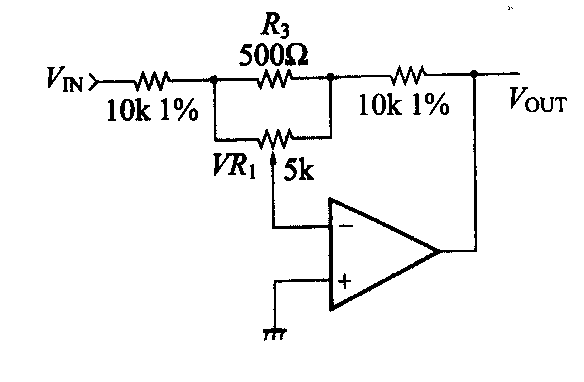 R3
500Ω
VIN
10k 1%
10k 1%
VOUT
VR1
5k
−
+